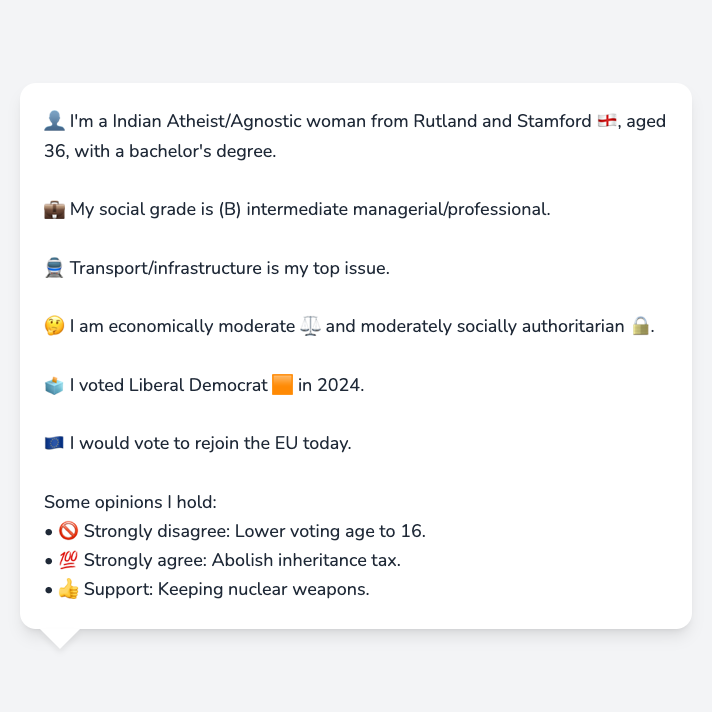 👤 I'm a Indian Atheist/Agnostic woman from Rutland and Stamford 🏴󠁧󠁢󠁥󠁮󠁧󠁿, aged
36, with a bachelor's degree.
💼 My social grade is (B) intermediate managerial/professional.
🚆 Transport/infrastructure is my top issue.
🤔 I am economically moderate ⚖️ and moderately socially authoritarian 🔒.
🗳️ I voted Liberal Democrat 🟧 in 2024.
🇪🇺 I would vote to rejoin the EU today.
Some opinions I hold:
• 🚫 Strongly disagree: Lower voting age to 16.
• 💯 Strongly agree: Abolish inheritance tax.
• 👍 Support: Keeping nuclear weapons.